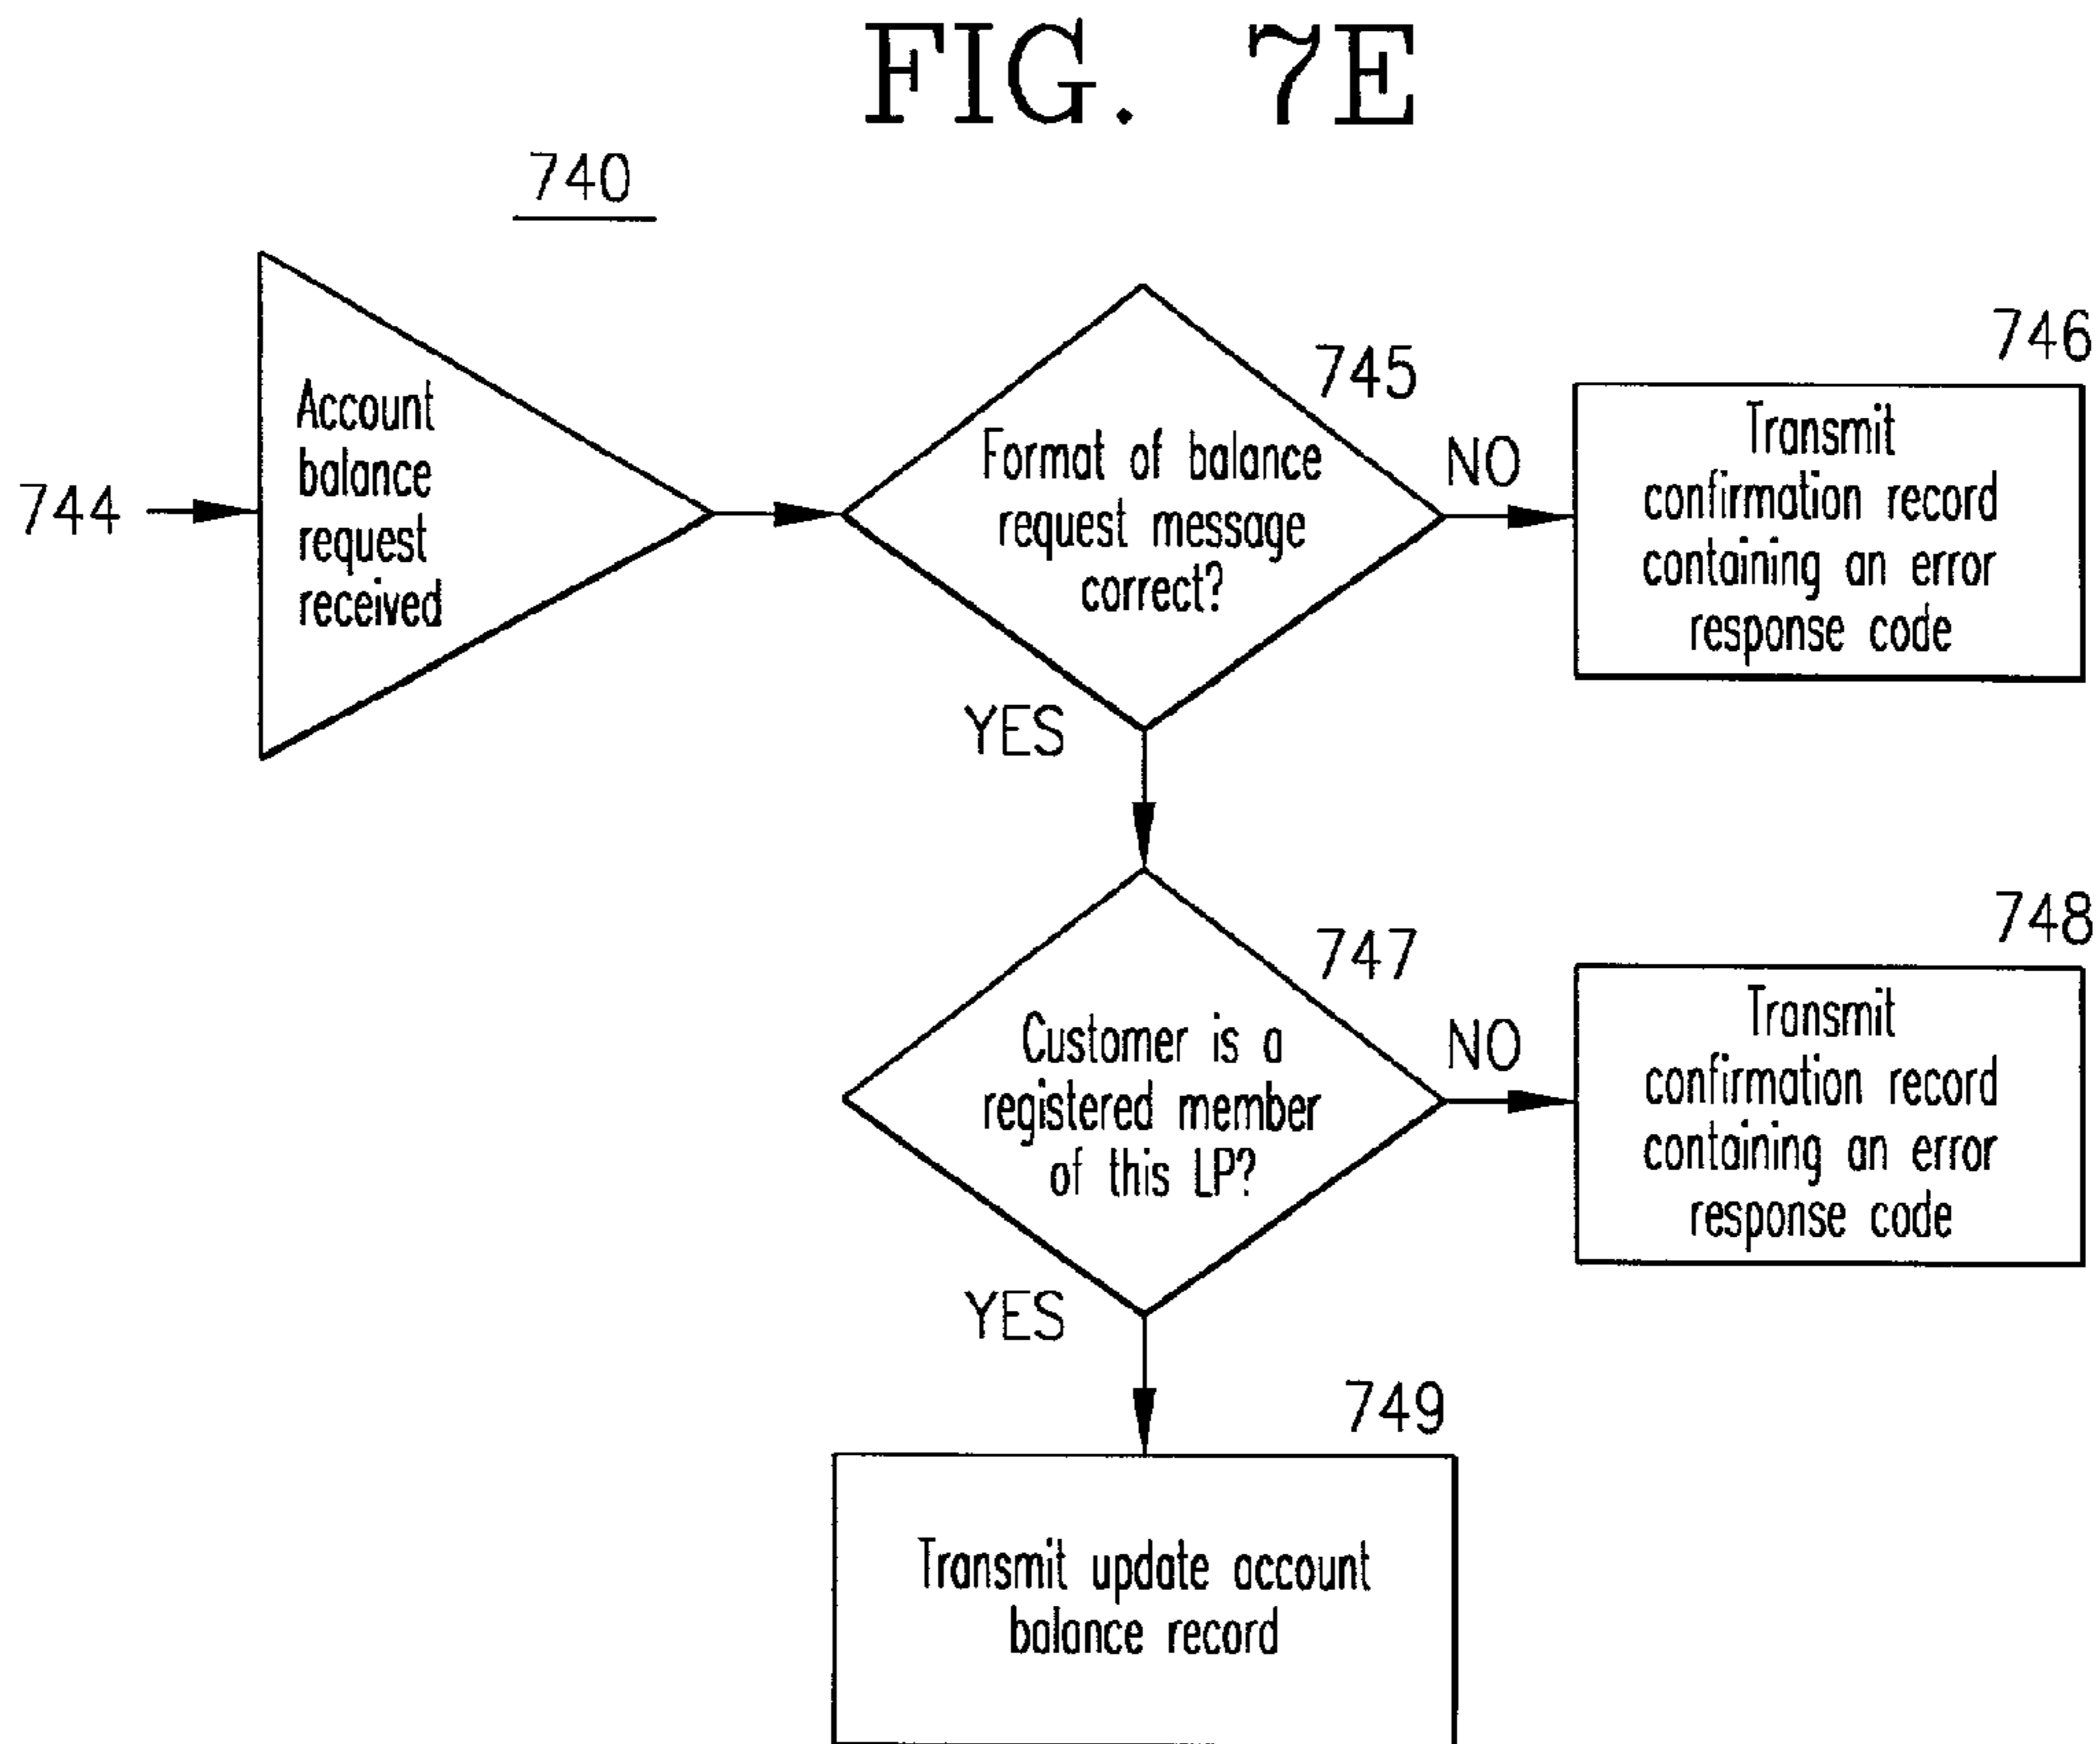 FIG. 7E
740
744
Account
balance
request
received
745
Format of balance
request message
correct?
NO
746
Transmit
confirmation record
containing an error
response code
YES
747
Customer is a
registered member
of this LP?
NO
748
Transmit
confirmation record
containing an error
response code
YES
749
Transmit update account
balance record